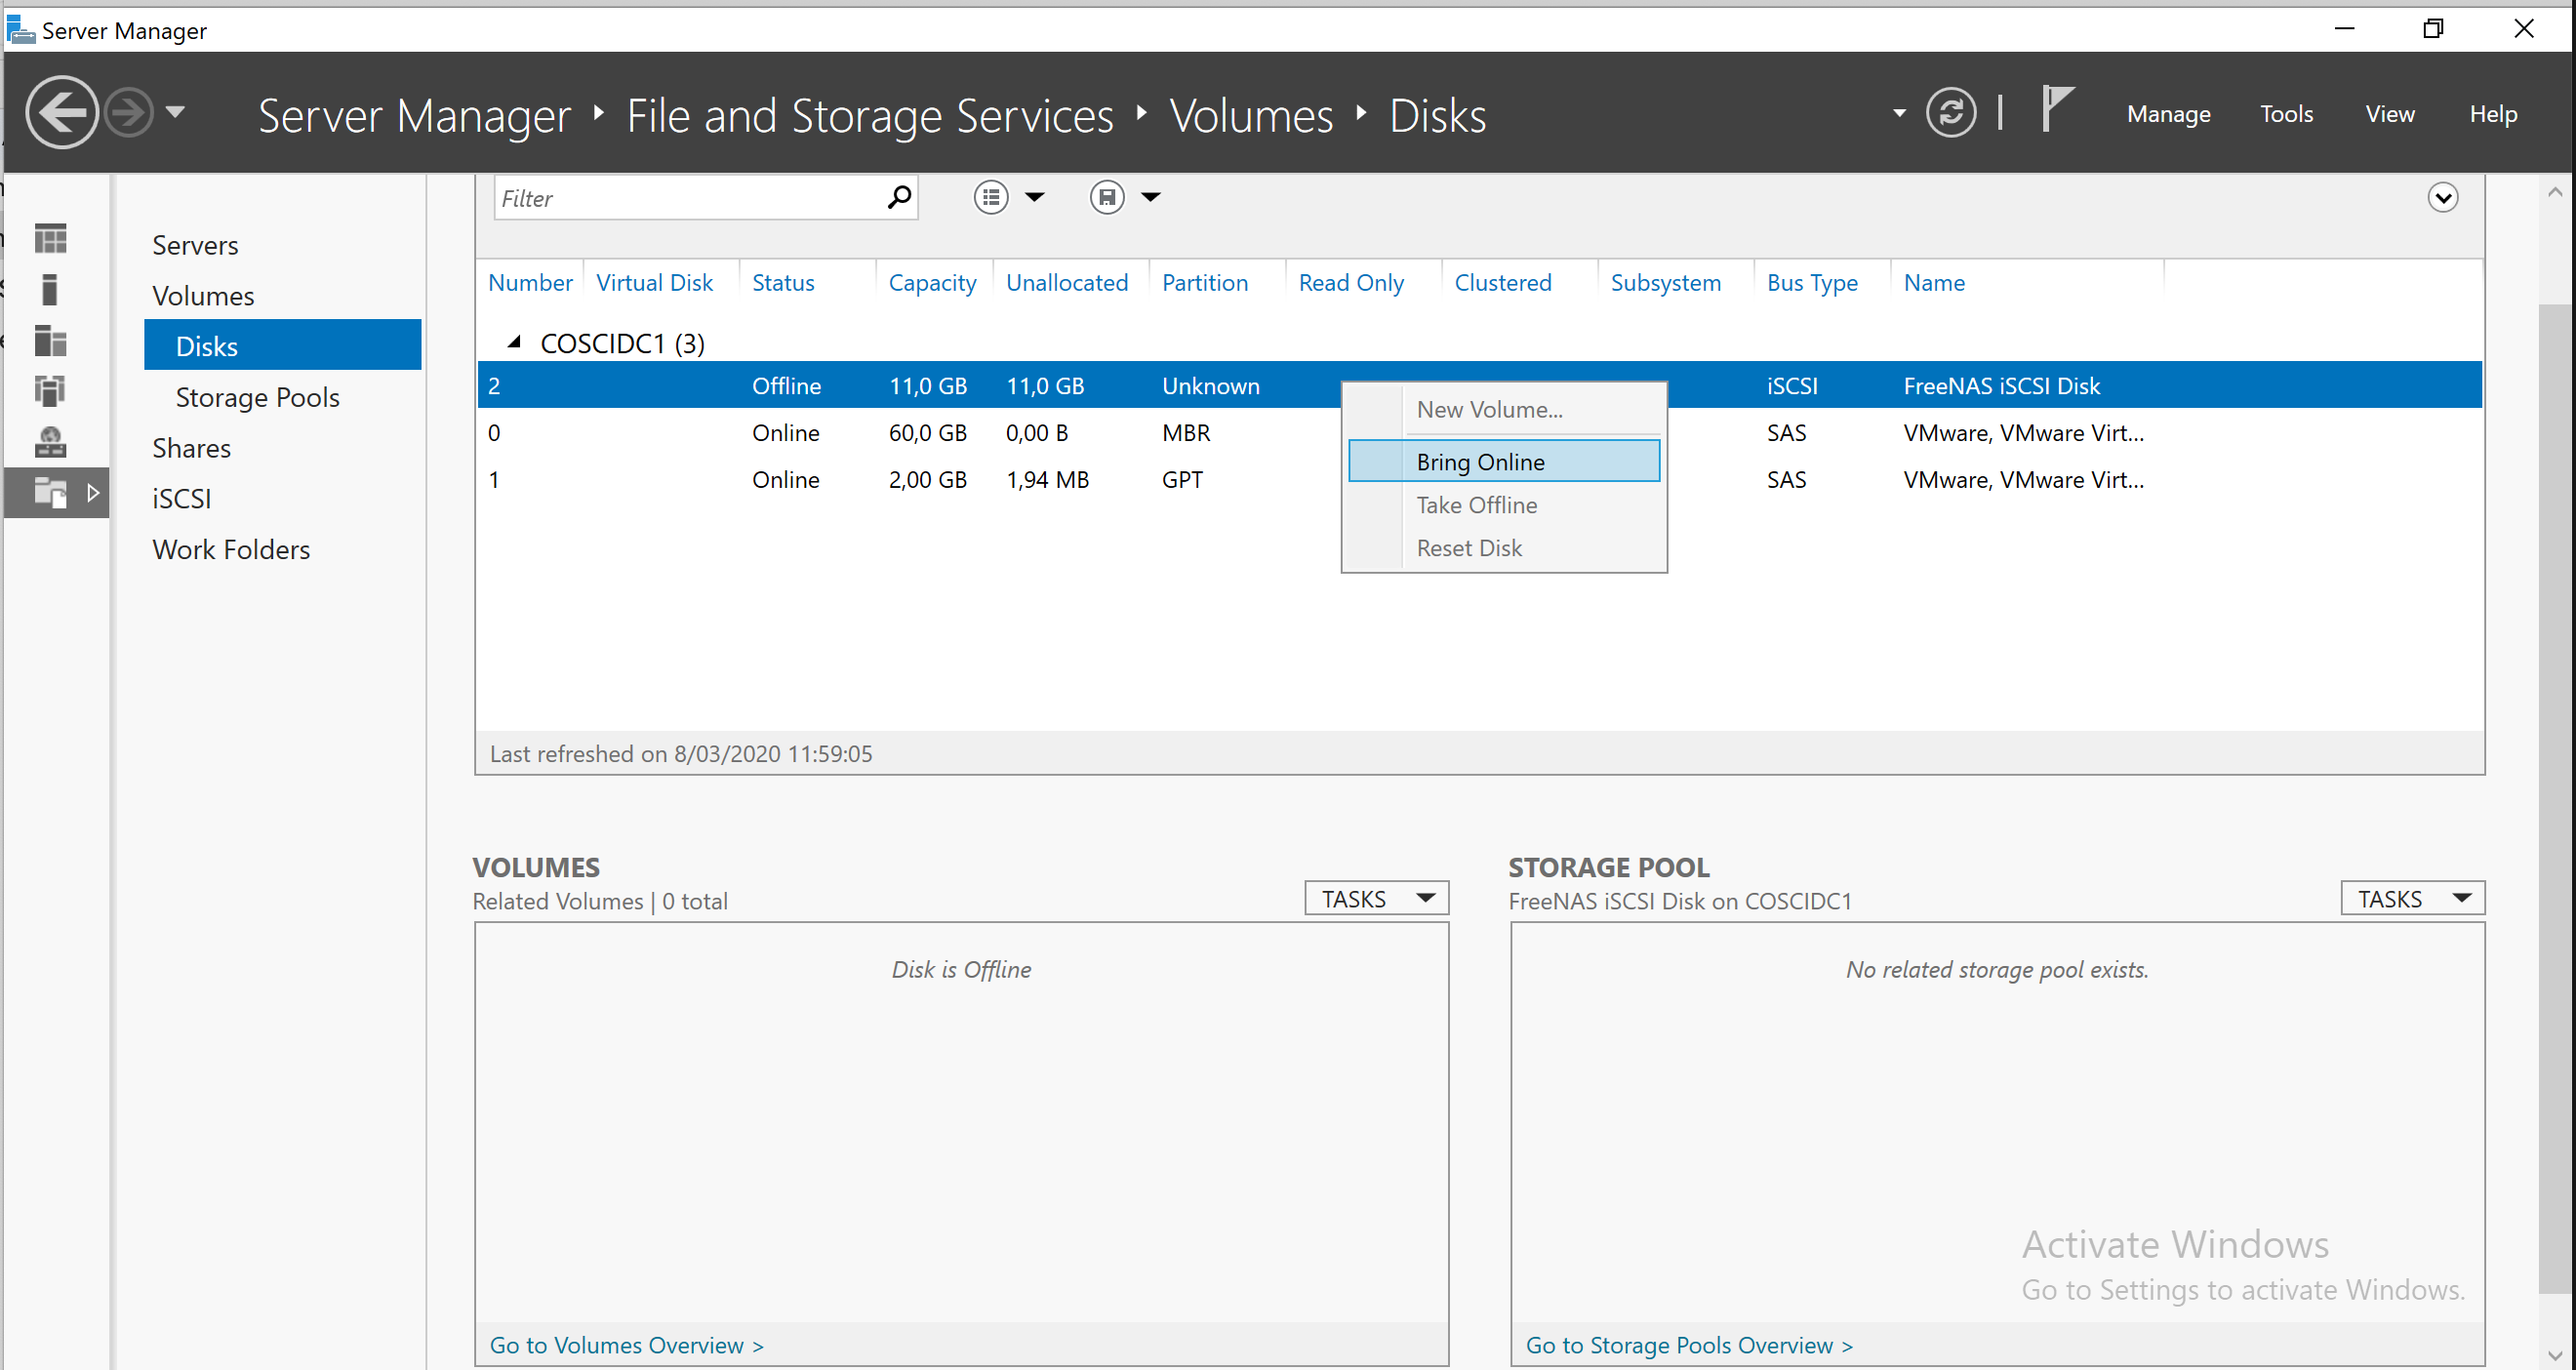 Server Manager
Server Manager ‣ File and Storage Services ‣ Volumes ‣ Disks
Manage Tools View Help
Filter
Servers
Volumes
Disks
Storage Pools
Shares
iSCSI
Work Folders
Number Virtual Disk Status Capacity Unallocated Partition Read Only Clustered Subsystem Bus Type Name
COSCIDC1 (3)
2 Offline 11,0 GB 11,0 GB Unknown iSCSI FreeNAS iSCSI Disk
0 Online 60,0 GB 0,00 B MBR SAS VMware, VMware Virt...
1 Online 2,00 GB 1,94 MB GPT SAS VMware, VMware Virt...
New Volume...
Bring Online
Take Offline
Reset Disk
Last refreshed on 8/03/2020 11:59:05
VOLUMES
Related Volumes | 0 total
TASKS
Disk is Offline
Go to Volumes Overview >
STORAGE POOL
FreeNAS iSCSI Disk on COSCIDC1
TASKS
No related storage pool exists.
Activate Windows
Go to Settings to activate Windows.
Go to Storage Pools Overview >